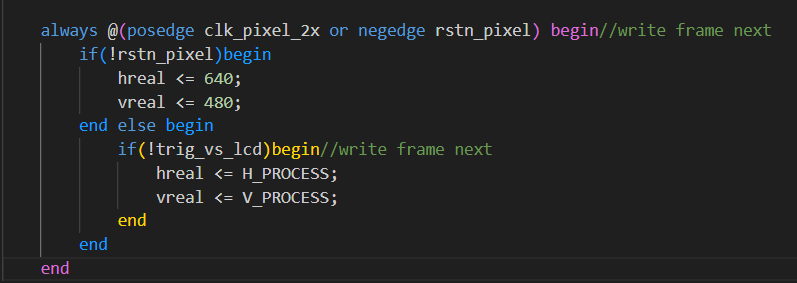 always @(posedge clk_pixel_2x or negedge rstn_pixel) begin//write frame next
if(!rstn_pixel)begin
hreal <= 640;
vreal <= 480;
end else begin
if(!trig_vs_lcd)begin//write frame next
hreal <= H_PROCESS;
vreal <= V_PROCESS;
end
end
end